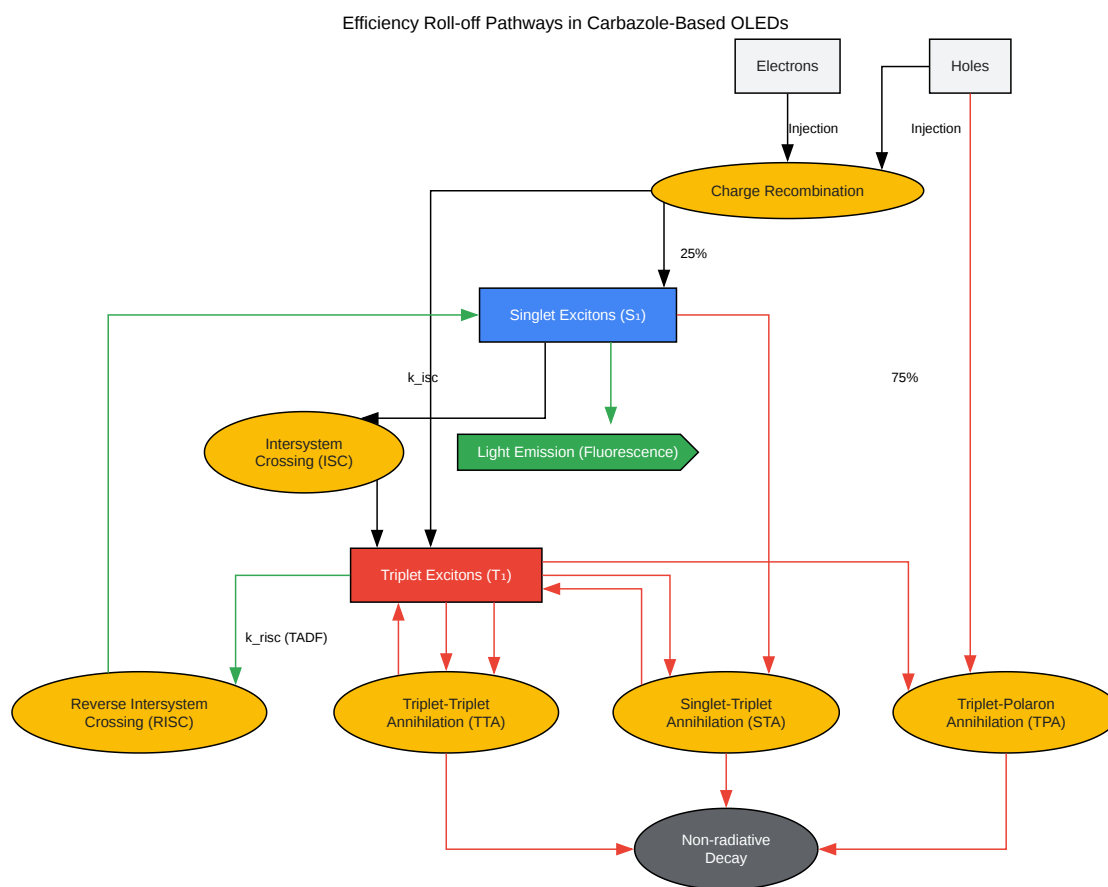 Efficiency Roll-off Pathways in Carbazole-Based OLEDs
Electrons
Holes
Injection
Injection
Charge Recombination
25%
Singlet Excitons (S₁)
k_isc
75%
Intersystem
Crossing (ISC)
Light Emission (Fluorescence)
Triplet Excitons (T₁)
k_risc (TADF)
Reverse Intersystem
Crossing (RISC)
Triplet-Triplet
Annihilation (TTA)
Singlet-Triplet
Annihilation (STA)
Triplet-Polaron
Annihilation (TPA)
Non-radiative
Decay